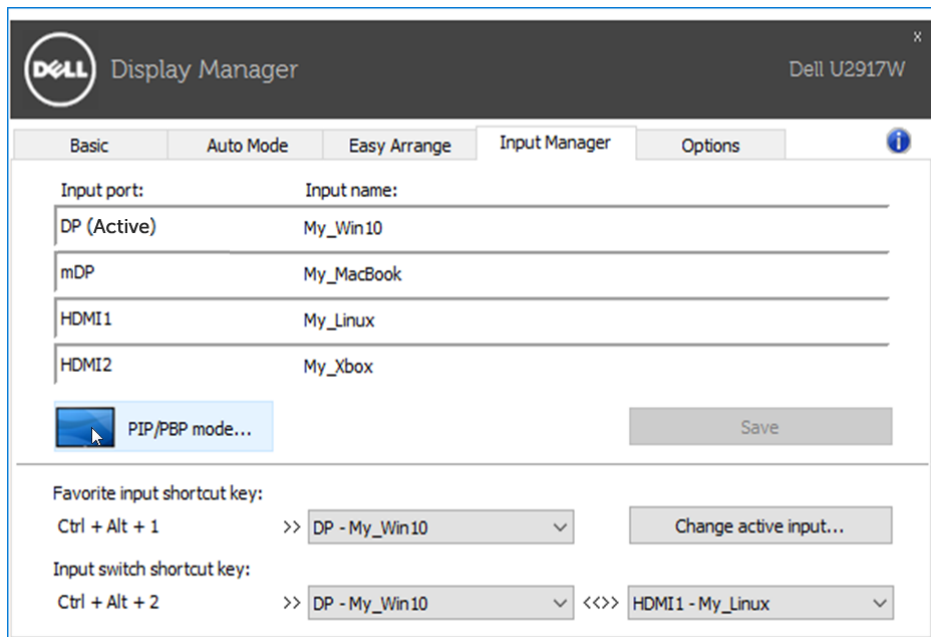 x
DELL Display Manager Dell U2917W
Basic Auto Mode Easy Arrange Input Manager Options i
Input port: Input name:
DP (Active) My_Win10
mDP My_MacBook
HDMI1 My_Linux
HDMI2 My_Xbox
PIP/PBP mode... Save
Favorite input shortcut key:
Ctrl + Alt + 1 >> DP - My_Win10 Change active input...
Input switch shortcut key:
Ctrl + Alt + 2 >> DP - My_Win10 <<>> HDMI1 - My_Linux